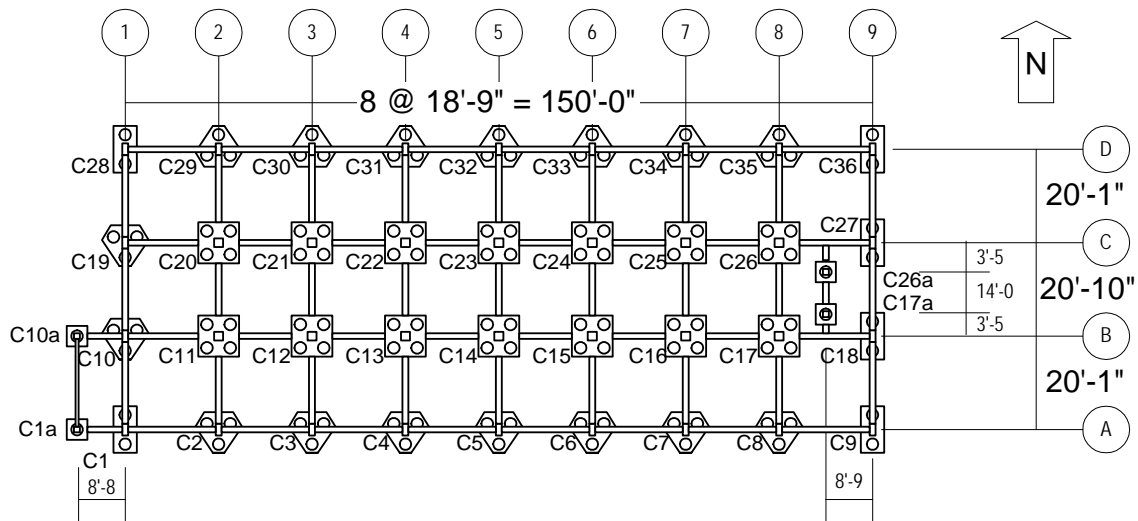 1 2 3 4 5 6 7 8 9
N
8 @ 18'-9" = 150'-0"
D
C28 C29 C30 C31 C32 C33 C34 C35 C36
20'-1"
C27
C
C19 C20 C21 C22 C23 C24 C25 C26
3'-5
C26a
14'-0
20'-10"
C17a
3'-5
C10a
B
C10 C11 C12 C13 C14 C15 C16 C17 C18
20'-1"
C1a
A
C1 C2 C3 C4 C5 C6 C7 C8 C9
8'-8
8'-9